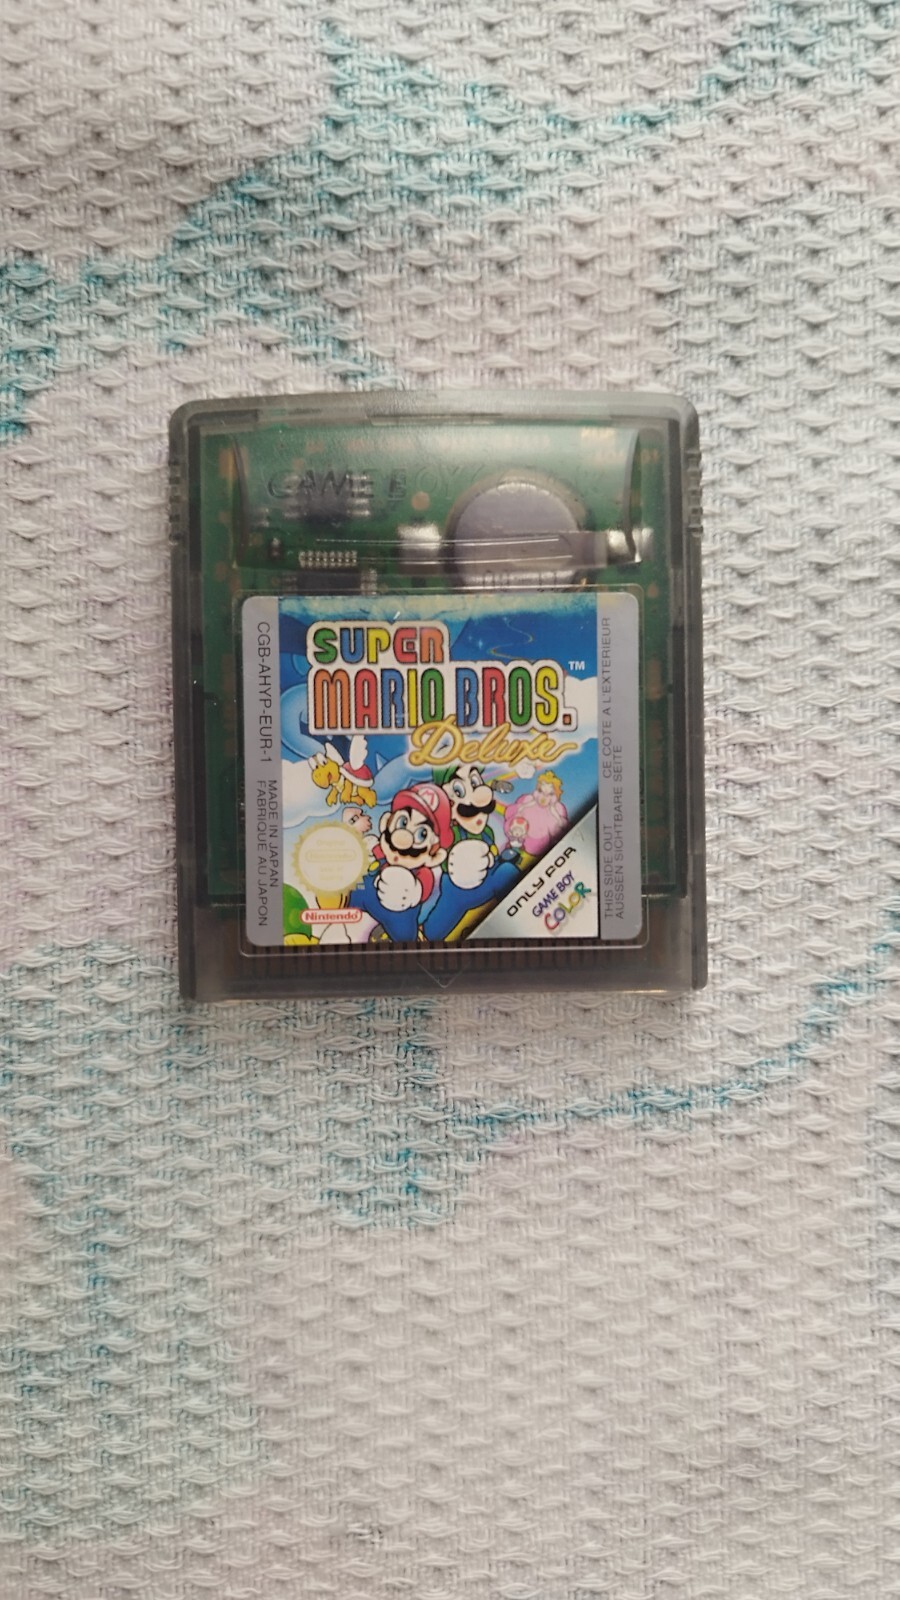 GAME BOY
SUPER
MARIO BROS.™
Deluxe
CGB-AHYP-EUR-1
MADE IN JAPAN
FABRIQUE AU JAPON
THIS SIDE OUT
CE COTE A L'EXTERIEUR
AUSSEN SICHTBARE SEITE
Nintendo
ONLY FOR
GAME BOY
COLOR